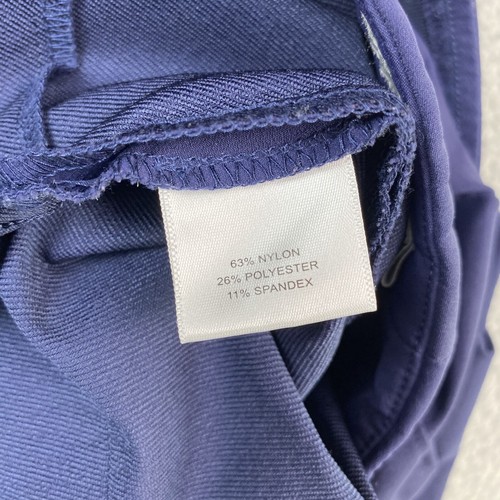 63% NYLON
26% POLYESTER
11% SPANDEX